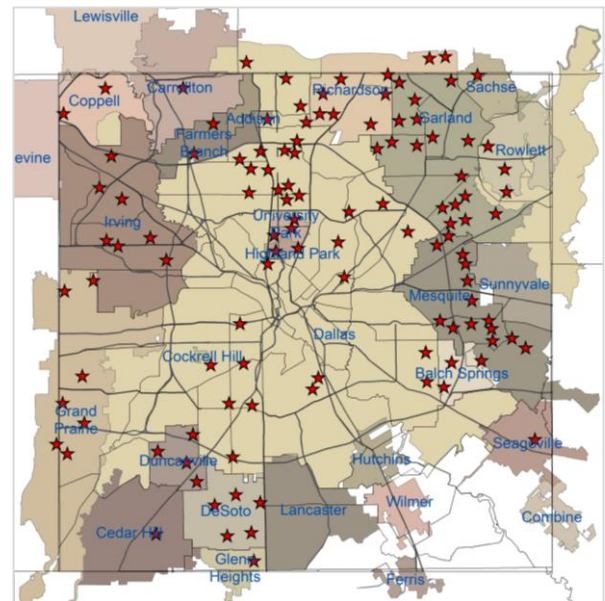 Lewisville
Coppell
Carrollton
Richardson
Sachse
Addison
Garland
Farmers
Branch
Rowlett
evine
University
Park
Irving
Highland Park
Sunnyvale
Mesquite
Dallas
Cockrell Hill
Balch Springs
Grand
Prairie
Seagoville
Duncanville
Hutchins
Wilmer
DeSoto
Lancaster
Combine
Cedar Hill
Glenn
Heights
Ferris